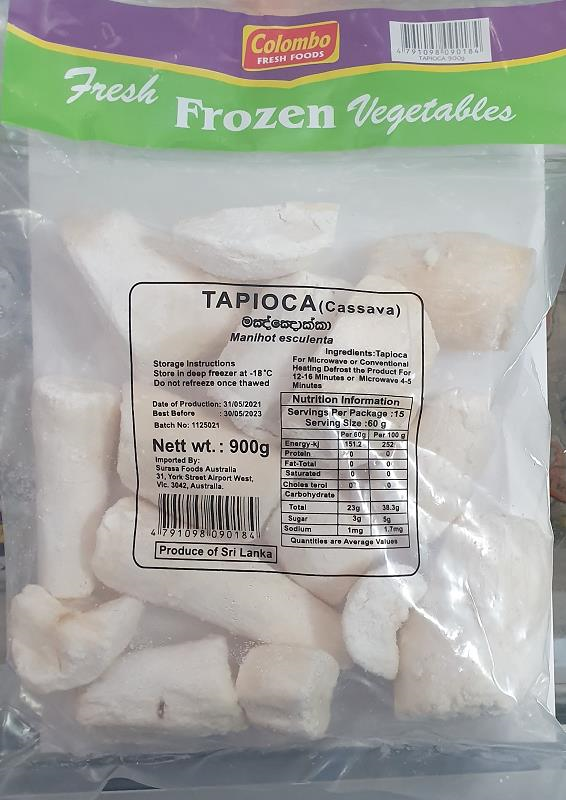 Colombo
FRESH FOODS
4 791098 090184
TAPIOCA 900g
Fresh Frozen Vegetables
TAPIOCA (Cassava)
මඤ්ඤොක්කා
Manihot esculenta
Storage Instructions
Store in deep freezer at -18°C
Do not refreeze once thawed
Date of Production: 31/05/2021
Best Before : 30/05/2023
Batch No: 1125021
Nett wt. : 900g
Imported By:
Surasa Foods Australia
31, York Street Airport West,
Vic. 3042, Australia.
4 791098 090184
Produce of Sri Lanka
Ingredients:Tapioca
For Microwave or Conventional
Heating Defrost the Product For
12-16 Minutes or Microwave 4-5
Minutes
Nutrition Information
Servings Per Package :15
Serving Size :60 g
Per 60g Per 100 g
Energy-kj 151.2 252
Protein 0 0
Fat-Total 0 0
Saturated 0 0
Choles terol 0 0
Carbohydrate
Total 23g 38.3g
Sugar 3g 5g
Sodium 1mg 1.7mg
Quantities are Average Values